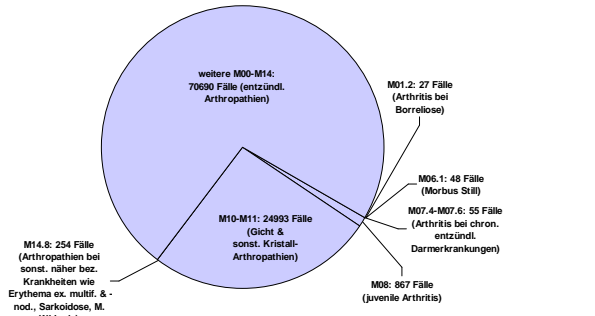 weitere M00-M14:
70690 Fälle (entzündl.
Arthropathien)
M01.2: 27 Fälle
(Arthritis bei
Borreliose)
M06.1: 48 Fälle
(Morbus Still)
M07.4-M07.6: 55 Fälle
(Arthritis bei chron.
entzündl.
Darmerkrankungen)
M08: 867 Fälle
(juvenile Arthritis)
M10-M11: 24993 Fälle
(Gicht &
sonst. Kristall-
Arthropathien)
M14.8: 254 Fälle
(Arthropathien bei
sonst. näher bez.
Krankheiten wie
Erythema ex. multif. & -
nod., Sarkoidose, M.